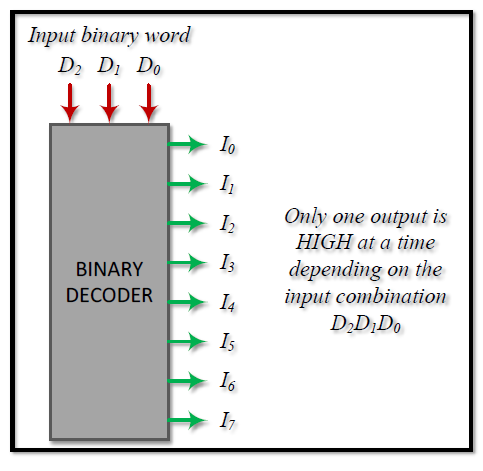 Input binary word
D₂ D₁ D₀
I₀
I₁
I₂
I₃
I₄
I₅
I₆
I₇
BINARY
DECODER
Only one output is
HIGH at a time
depending on the
input combination
D₂D₁D₀